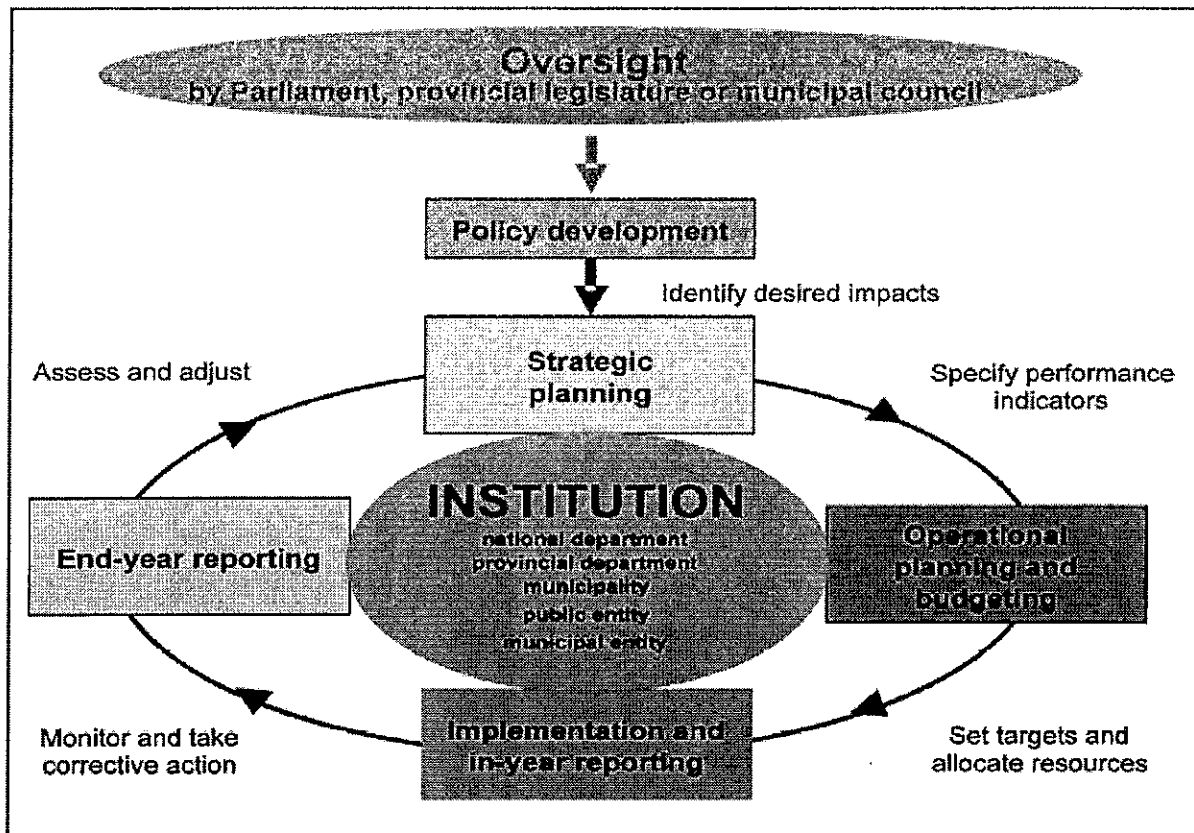 Oversight
by Parliament, provincial legislature or municipal council
Policy development
Identify desired impacts
Strategic
planning
Assess and adjust
Specify performance
indicators
INSTITUTION
national department
provincial department
municipality
public entity
municipal entity
End-year reporting
Operational
planning and
budgeting
Implementation and
in-year reporting
Monitor and take
corrective action
Set targets and
allocate resources